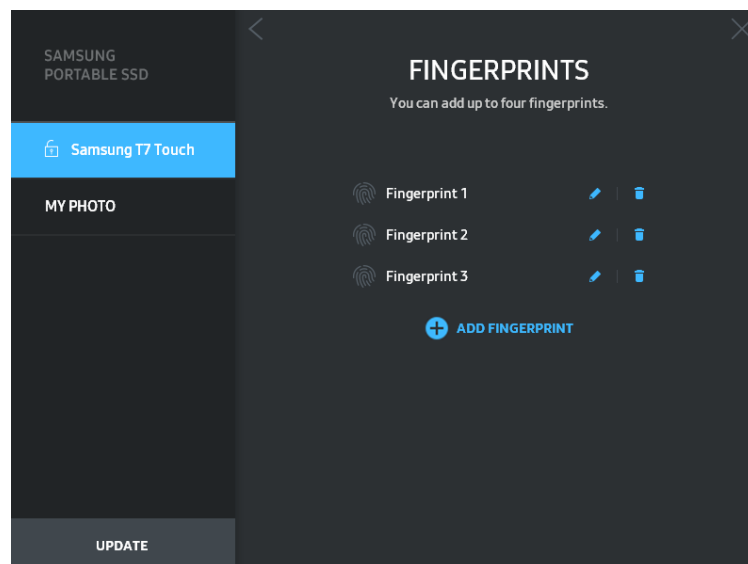 SAMSUNG
PORTABLE SSD
Samsung T7 Touch
MY PHOTO
UPDATE
FINGERPRINTS
You can add up to four fingerprints.
Fingerprint 1
Fingerprint 2
Fingerprint 3
ADD FINGERPRINT